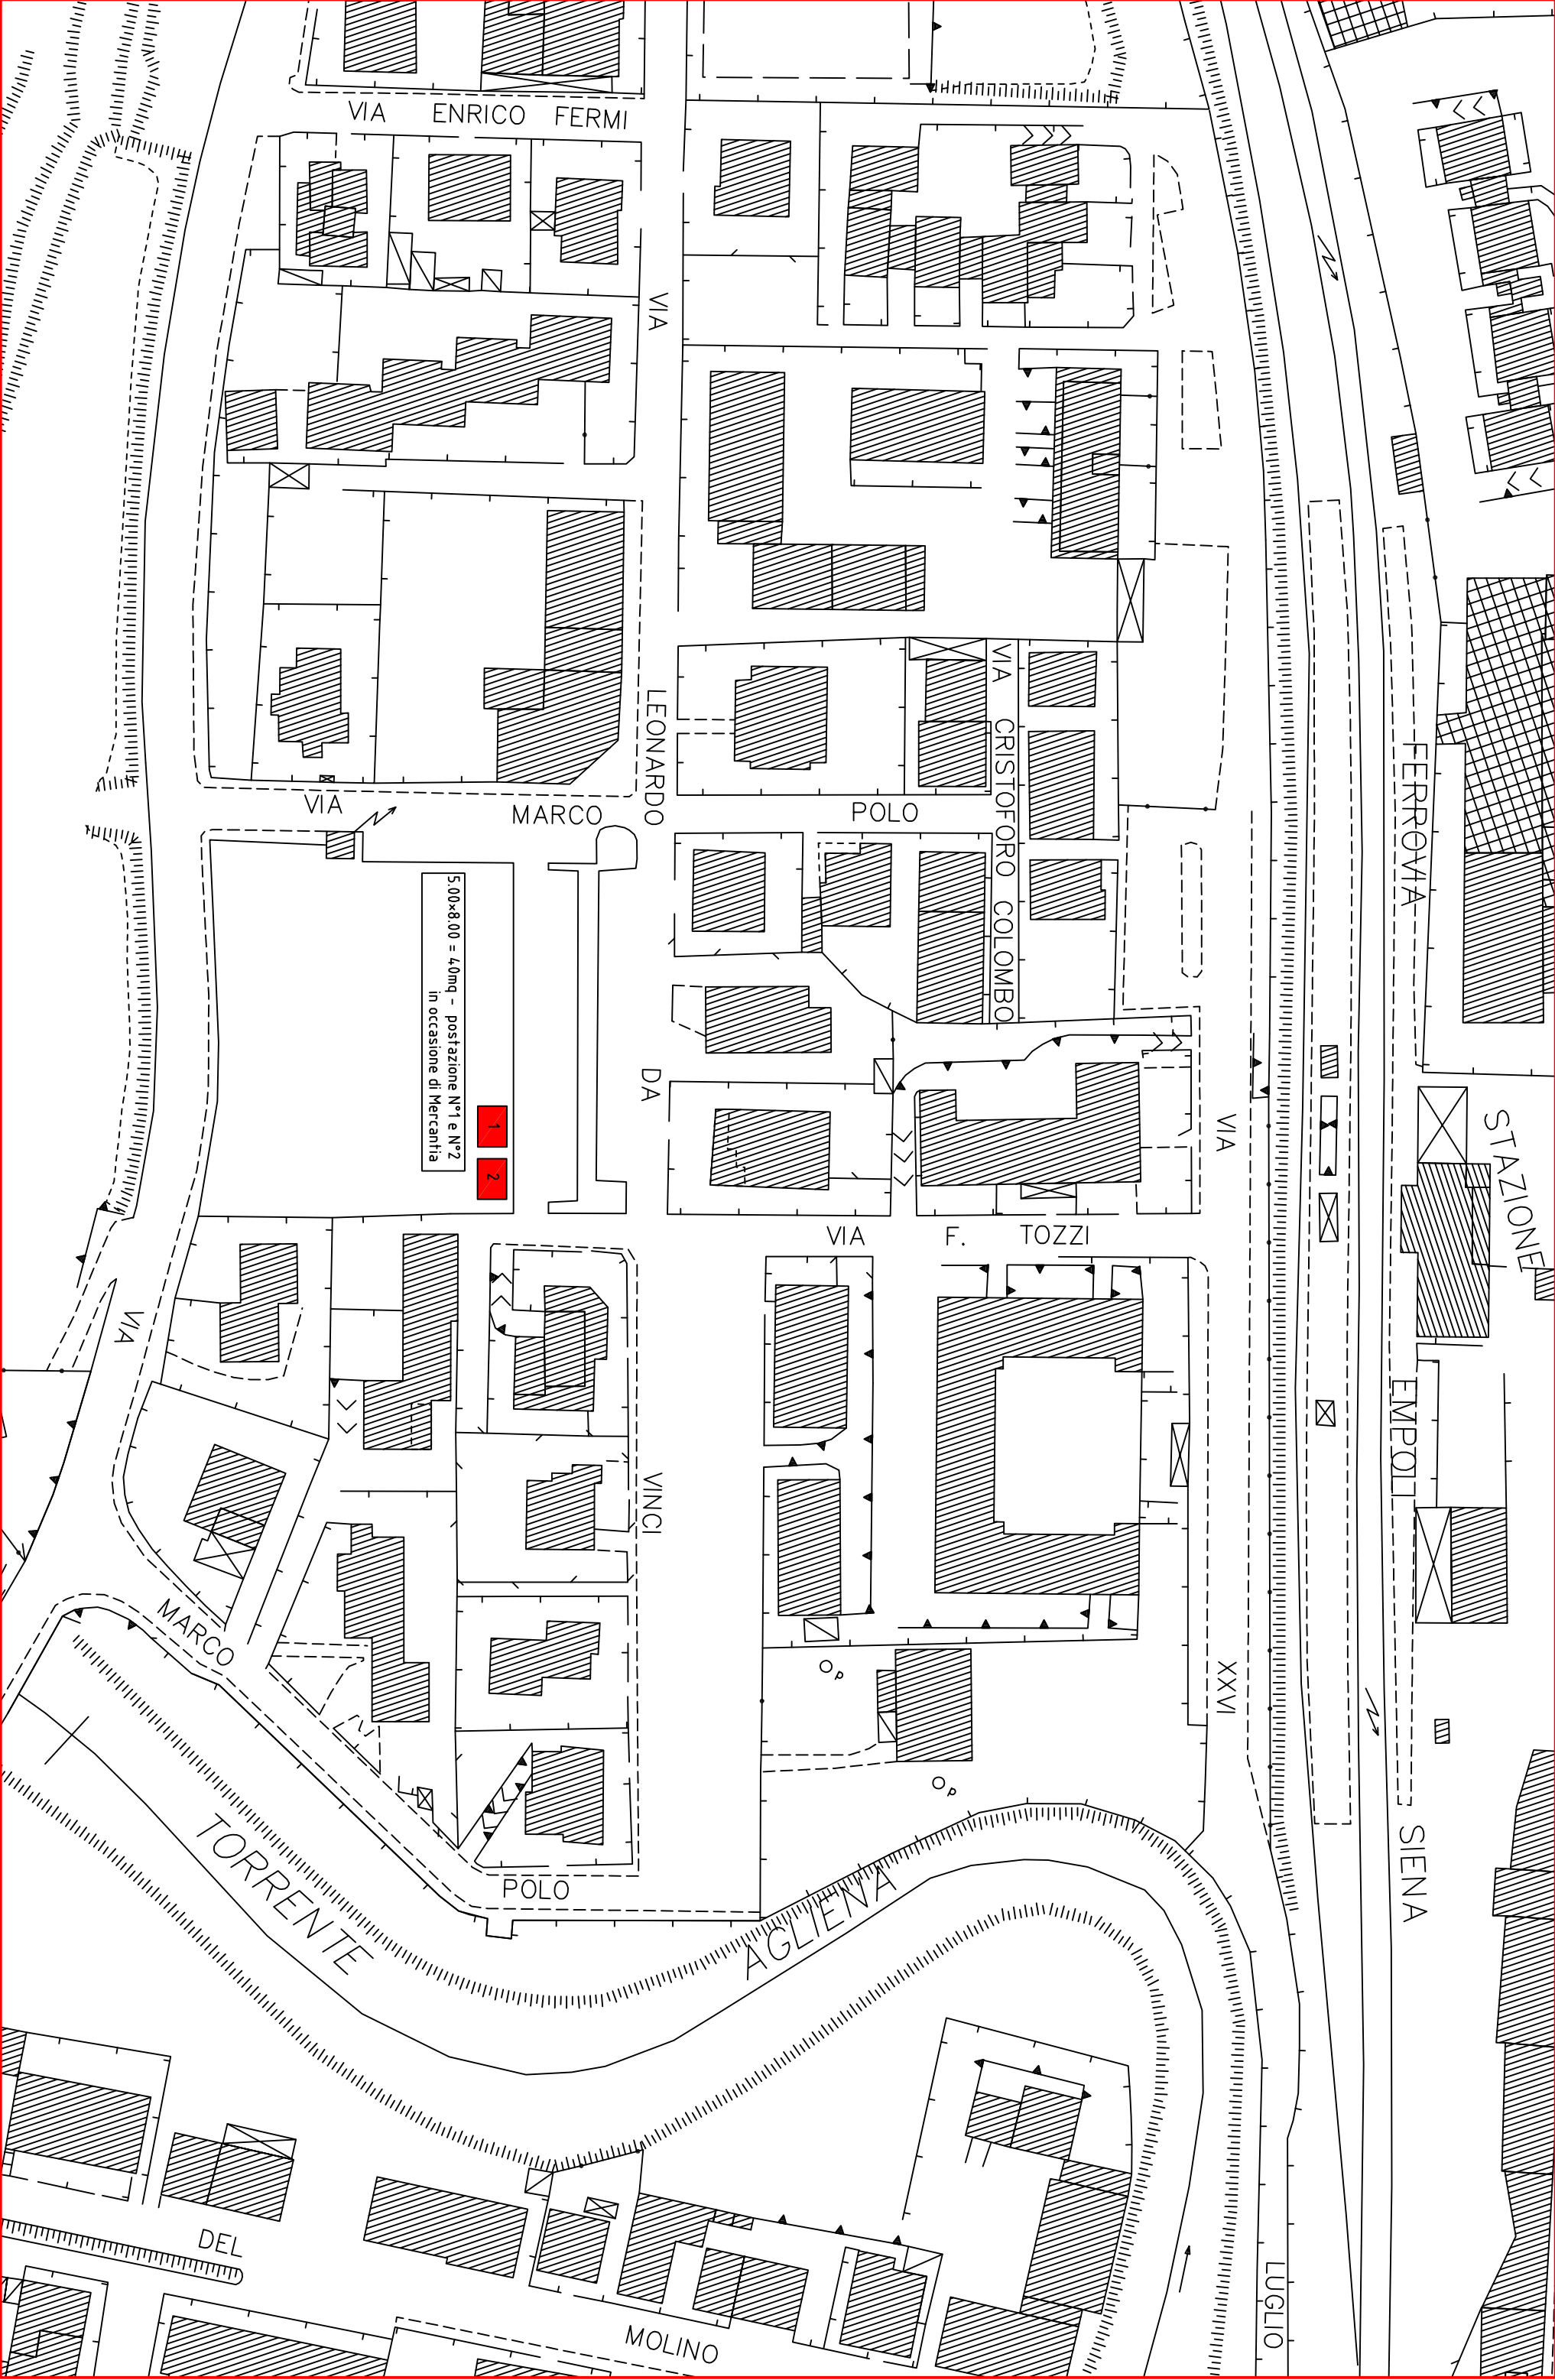 VIA ENRICO FERMI
VIA
LEONARDO
DA
VINCI
VIA
CRISTOFORO
COLOMBO
VIA MARCO POLO
5.00x8.00 = 40mq - postazione N°1 e N°2
in occasione di Mercantia
1
2
VIA F. TOZZI
VIA
XXVI
LUGLIO
FERROVIA
EMPOLI
SIENA
STAZIONE
VIA
MARCO
POLO
TORRENTE
AGLIENA
DEL
MOLINO